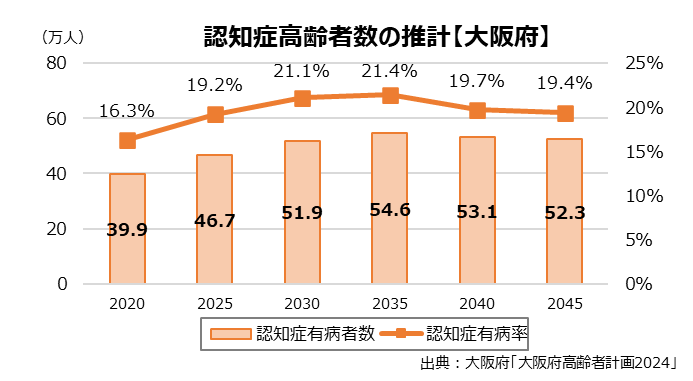 (万人)
認知症高齢者数の推計【大阪府】
80 25%
60 20%
40 15%
20 10%
0 5%
0%
16.3% 19.2% 21.1% 21.4% 19.7% 19.4%
39.9 46.7 51.9 54.6 53.1 52.3
2020 2025 2030 2035 2040 2045
認知症有病者数 認知症有病率
出典：大阪府「大阪府高齢者計画2024」